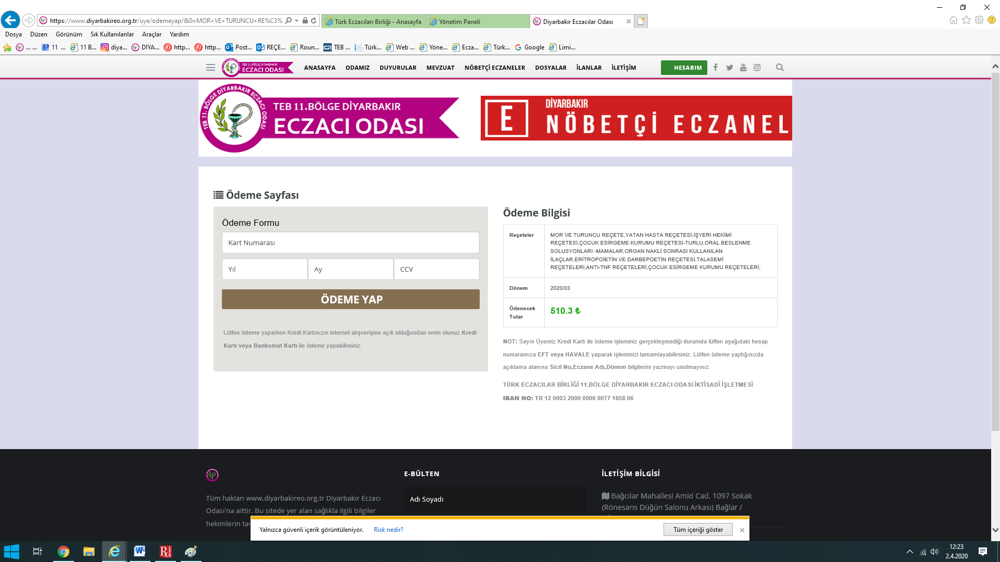 https://www.diyarbakireo.org.tr/uye/odemeyap/&0=MOR+VE+TURUNCU+RE%C3%
Türk Eczacıları Birliği - Anasayfa
Yönetim Paneli
Diyarbakır Eczacılar Odası
Dosya Düzen Görünüm Sık Kullanılanlar Araçlar Yardım
... ... 11 ... 11 B... diya... DİYA... http... http... Post... REÇE... Roun... TEB ... Türk... Web ... Yöne... Ecza... Türk... Google Limi...
TEB 11.BÖLGE DİYARBAKIR
ECZACI ODASI
ANASAYFA ODAMIZ DUYURULAR MEVZUAT NÖBETÇİ ECZANELER DOSYALAR İLANLAR İLETİŞİM
HESABIM
TEB 11. BÖLGE DİYARBAKIR ECZACI ODASI
TEB 11.BÖLGE DİYARBAKIR
ECZACI ODASI
E
DİYARBAKIR
NÖBETÇİ ECZANEL
Ödeme Sayfası
Ödeme Formu
Kart Numarası
Yıl Ay CCV
ÖDEME YAP
Lütfen ödeme yaparken Kredi Kartınızın internet alışverişine açık olduğundan emin olunuz.Kredi
Kartı veya Bankomat Kartı ile ödeme yapabilirsiniz.
Ödeme Bilgisi
Reçeteler
MOR VE TURUNCU REÇETE,YATAN HASTA REÇETESİ,İŞYERİ HEKİMİ
REÇETESİ,ÇOCUK ESİRGEME KURUMU REÇETESİ-TURLU,ORAL BESLENME
SOLUSYONLARI -MAMALAR,ORGAN NAKLİ SONRASI KULLANILAN
İLAÇLAR,ERİTROPOİETİN VE DARBEPOETİN REÇETESİ,TALASEMİ
REÇETELERİ,ANTI-TNF REÇETELERİ,ÇOCUK ESİRGEME KURUMU REÇETELERİ,
Dönem
2020/03
Ödenecek
Tutar
510.3 ₺
NOT: Sayın Üyemiz Kredi Kartı ile ödeme işleminiz gerçekleşmediği durumda lütfen aşağıdaki hesap
numaramıza EFT veya HAVALE yaparak işleminizi tamamlayabilirsiniz. Lütfen ödeme yaptığınızda
açıklama alanına Sicil No,Eczane Adı,Dönem bilgilerini yazmayı unutmayınız.
TÜRK ECZACILAR BİRLİĞİ 11.BÖLGE DİYARBAKIR ECZACI ODASI İKTİSADİ İŞLETMESİ
IBAN NO: TR 12 0003 2000 0000 0077 1858 06
Tüm hakları www.diyarbakireo.org.tr Diyarbakır Eczacı
Odası'na aittir. Bu sitede yer alan sağlıkla ilgili bilgiler
hekimlerin tav
E-BÜLTEN
Adı Soyadı
İLETİŞİM BİLGİSİ
Bağcılar Mahallesi Amid Cad. 1097 Sokak
(Rönesans Düğün Salonu Arkası) Bağlar /
Yalnızca güvenli içerik görüntüleniyor. Risk nedir?
Tüm içeriği göster
12:23
2.4.2020